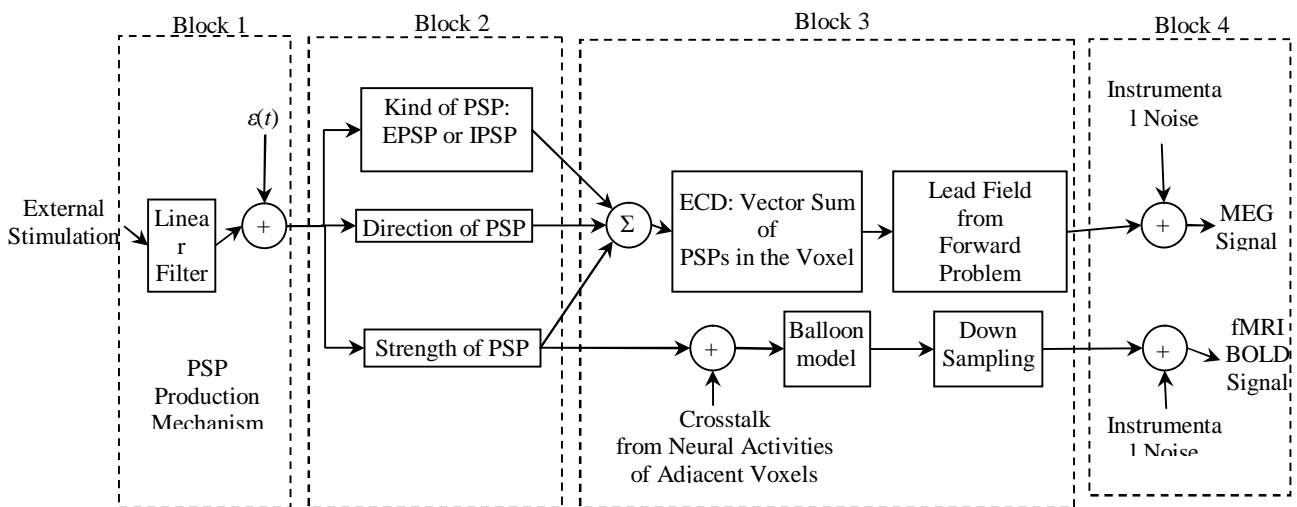 Block 1
Block 2
Block 3
Block 4
ε(t)
External
Stimulation
Linea
r
Filter
+
PSP
Production
Mechanism
Kind of PSP:
EPSP or IPSP
Direction of PSP
Strength of PSP
Σ
ECD: Vector Sum
of
PSPs in the Voxel
Lead Field
from
Forward
Problem
+
Crosstalk
from Neural Activities
of Adjacent Voxels
Balloon
model
Down
Sampling
Instrumenta
l Noise
+
MEG
Signal
+
fMRI
BOLD
Signal
Instrumenta
l Noise